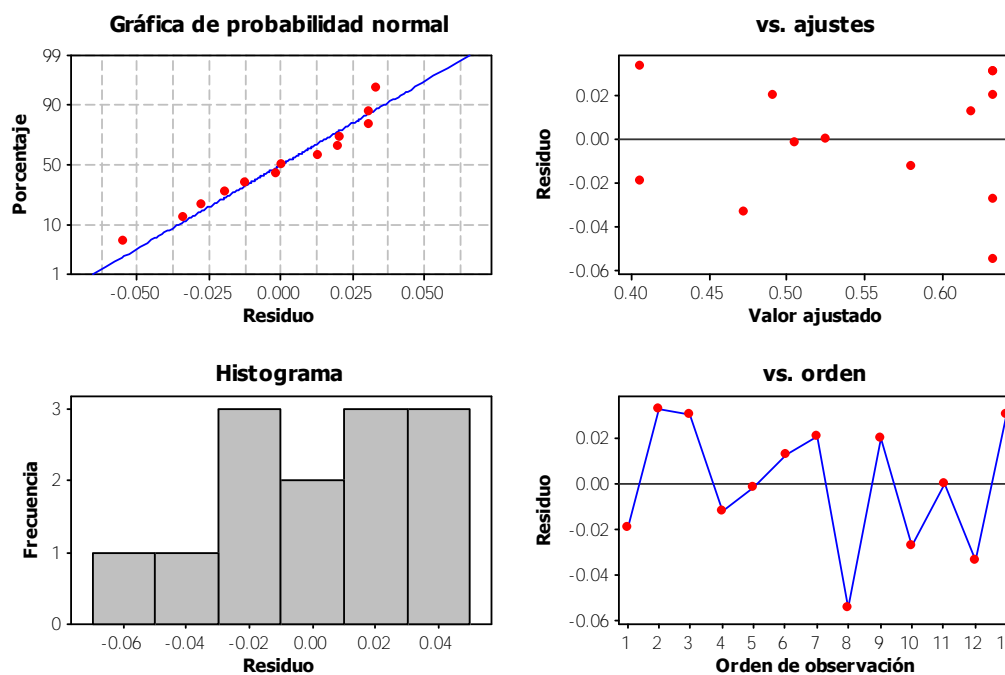 Gráfica de probabilidad normal
99
90
50
10
1
Porcentaje
-0.050
-0.025
0.000
0.025
0.050
Residuo
vs. ajustes
0.02
0.00
-0.02
-0.04
-0.06
Residuo
0.40
0.45
0.50
0.55
0.60
Valor ajustado
Histograma
3
2
1
0
Frecuencia
-0.06
-0.04
-0.02
0.00
0.02
0.04
Residuo
vs. orden
0.02
0.00
-0.02
-0.04
-0.06
Residuo
1 2 3 4 5 6 7 8 9 10 11 12
Orden de observación